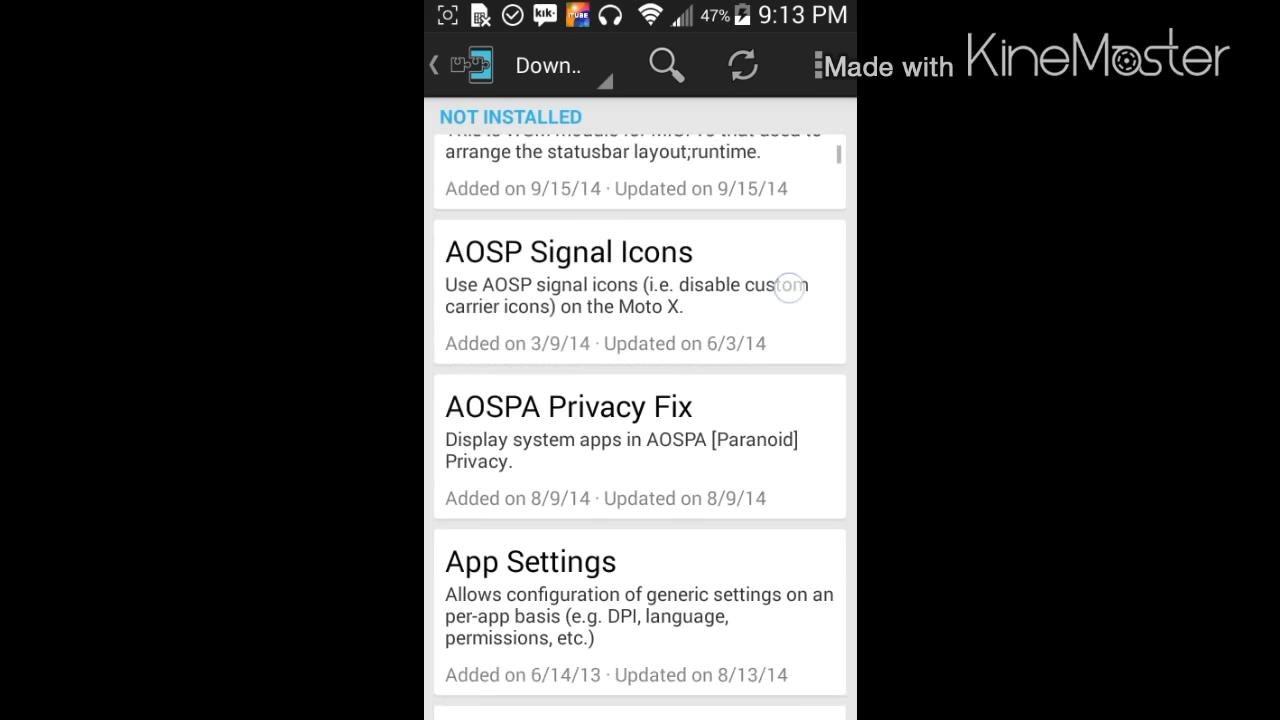 kik. iTUBE 47% 9:13 PM
Down..
Made with KINEMASTER
NOT INSTALLED
arrange the statusbar layout;runtime.
Added on 9/15/14 · Updated on 9/15/14
AOSP Signal Icons
Use AOSP signal icons (i.e. disable custom
carrier icons) on the Moto X.
Added on 3/9/14 · Updated on 6/3/14
AOSPA Privacy Fix
Display system apps in AOSPA [Paranoid]
Privacy.
Added on 8/9/14 · Updated on 8/9/14
App Settings
Allows configuration of generic settings on an
per-app basis (e.g. DPI, language,
permissions, etc.)
Added on 6/14/13 · Updated on 8/13/14